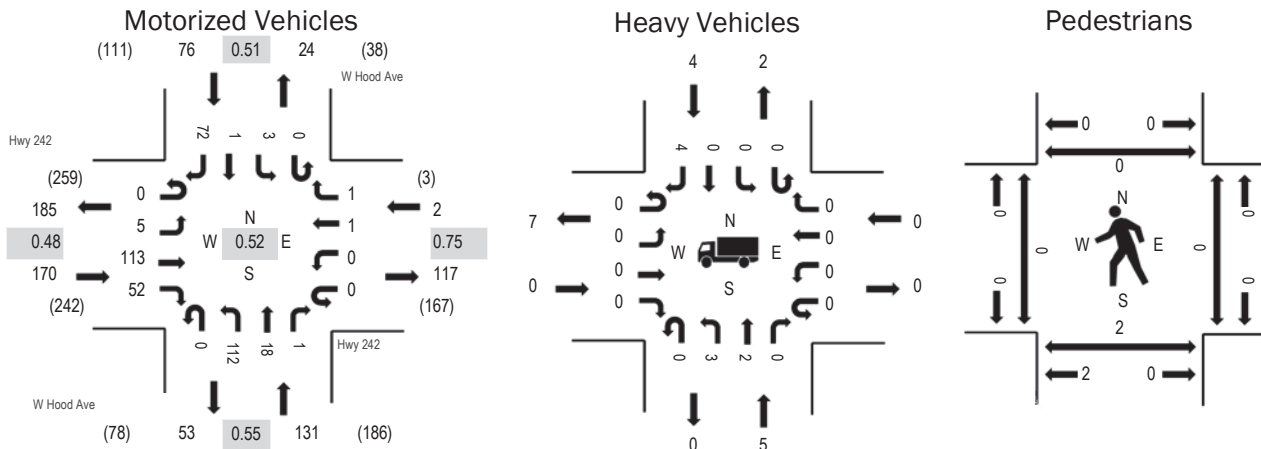 Motorized Vehicles
(111) 76 0.51 24 (38)
W Hood Ave
Hwy 242
72 1 3 0
(259) 0 1 (3)
185 5 1 2
N
0.48 W 0.52 E 0.75
S
170 113 0 117
(242) 52 0 (167)
0 112 18 1
Hwy 242
W Hood Ave
(78) 53 0.55 131 (186)
Heavy Vehicles
4 2
4 0 0 0
7 0 0 0
0 0
N
W E
S
0 0 0 0
0 0
0 3 2 0
0 5
Pedestrians
0 0
0
0 0
N
0 W E 0
S
0 0
2
2 0